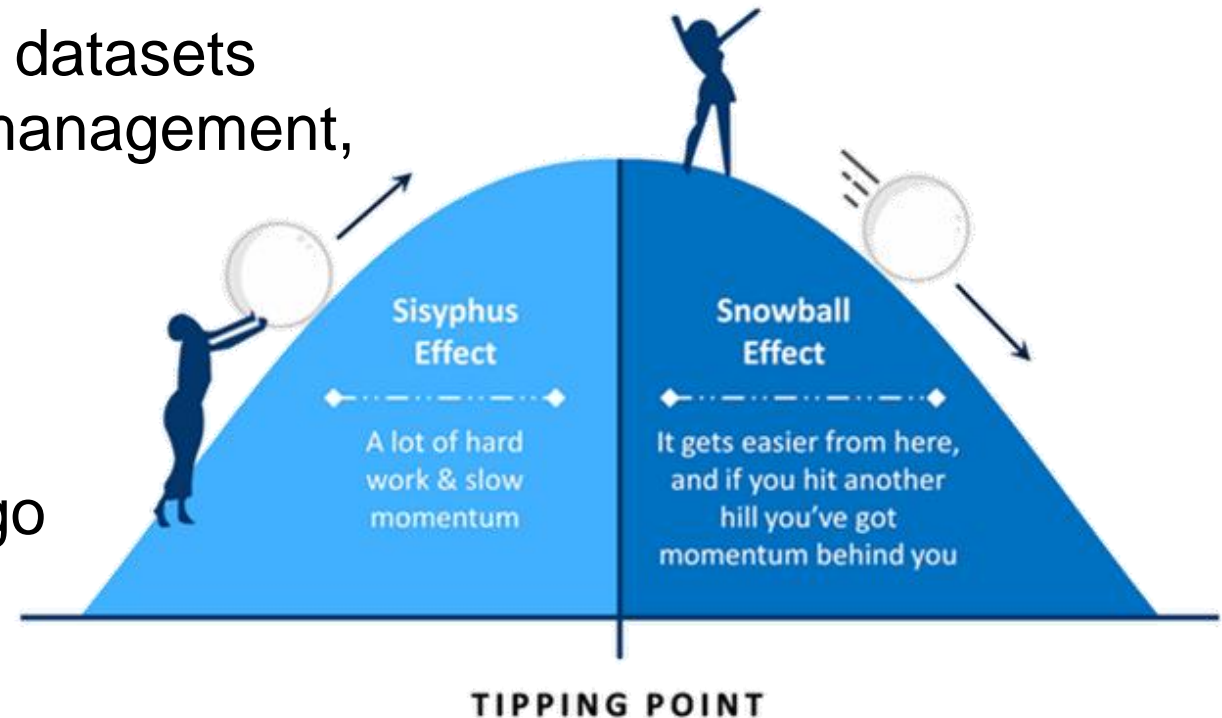 datasets
management,
go
Sisyphus
Effect
A lot of hard
work & slow
momentum
Snowball
Effect
It gets easier from here,
and if you hit another
hill you've got
momentum behind you
TIPPING POINT